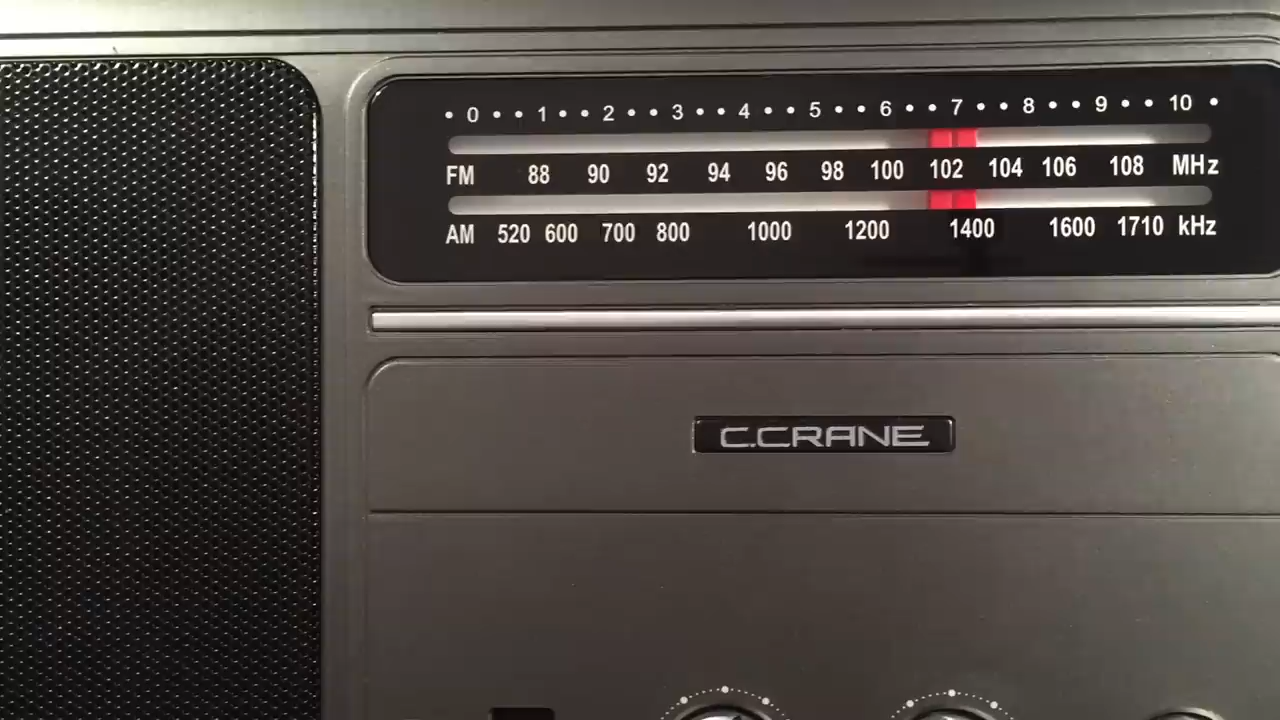 • 0 • • 1 • • 2 • • 3 • • 4 • • 5 • • 6 • • 7 • • 8 • • 9 • • 10 •
FM 88 90 92 94 96 98 100 102 104 106 108 MHz
AM 520 600 700 800 1000 1200 1400 1600 1710 kHz
C.CRANE